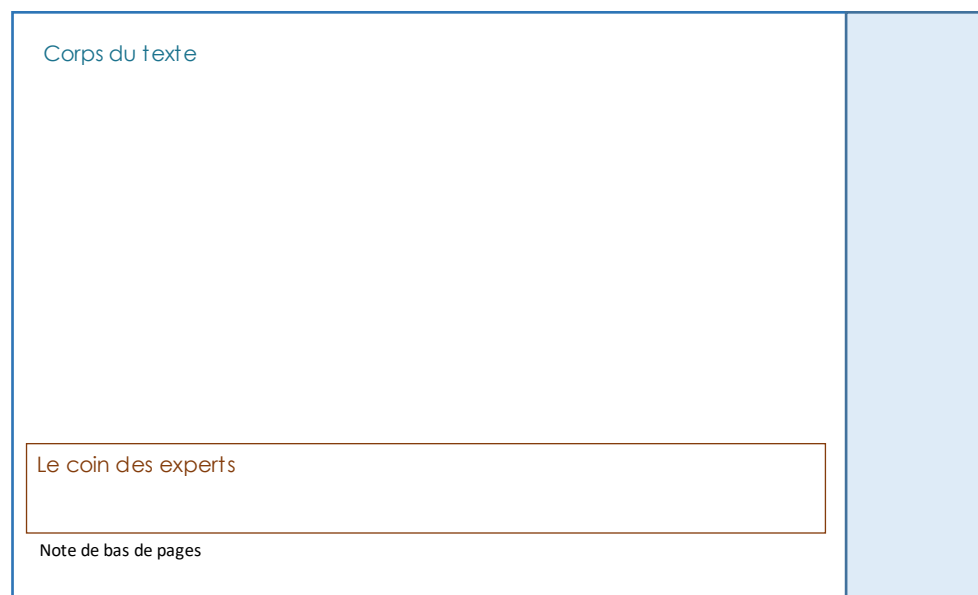 Corps du texte
Le coin des experts
Note de bas de pages